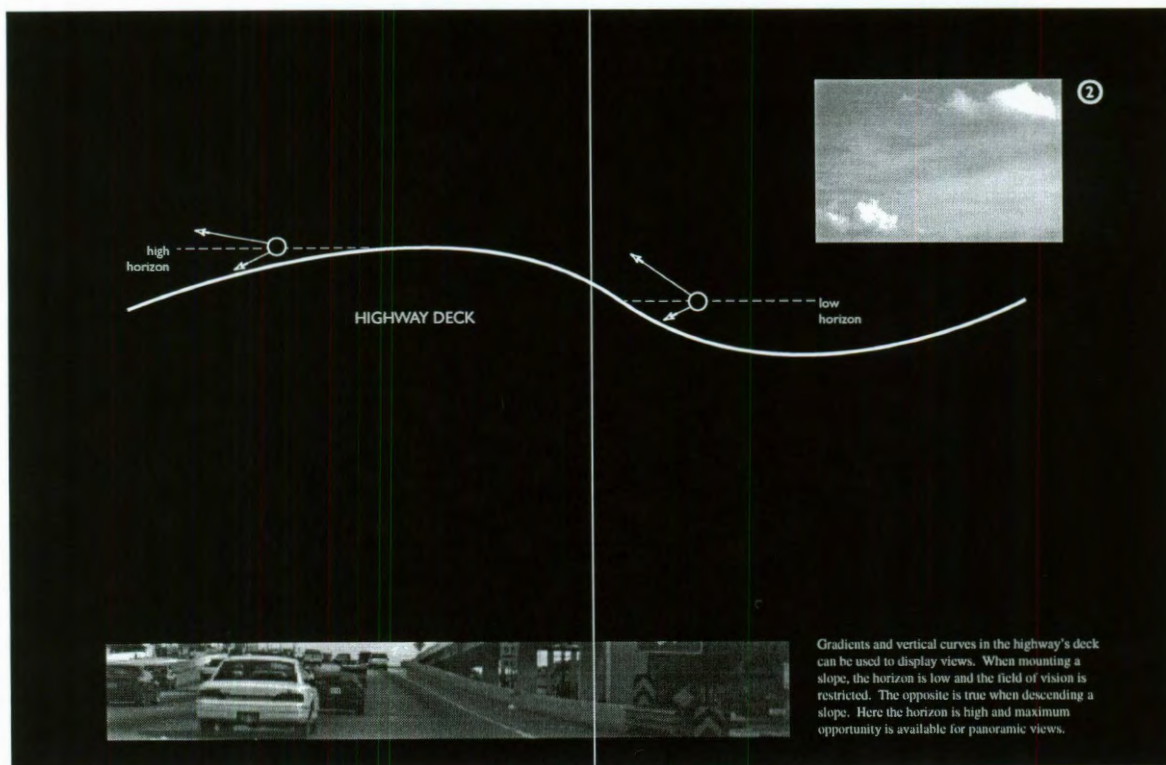 2
high
horizon
HIGHWAY DECK
low
horizon
Gradients and vertical curves in the highway's deck
can be used to display views. When mounting a
slope, the horizon is low and the field of vision is
restricted. The opposite is true when descending a
slope. Here the horizon is high and maximum
opportunity is available for panoramic views.